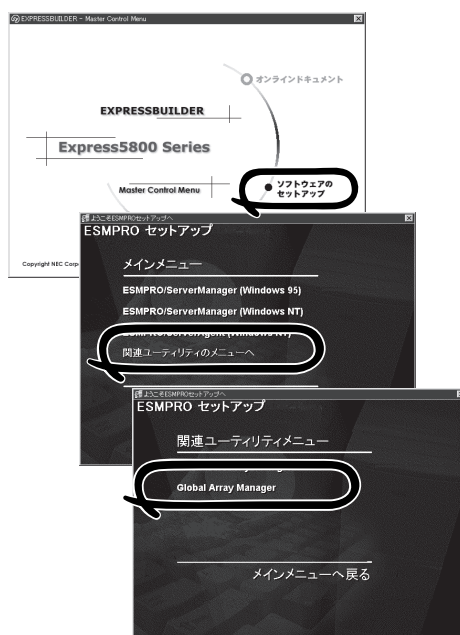 EXPRESSBUILDER - Master Control Menu
オンラインドキュメント
EXPRESSBUILDER
Express5800 Series
ソフトウェアの
セットアップ
Master Control Menu
Copyright NEC Corp
ようこそESMPROセットアップへ
ESMPRO セットアップ
メインメニュー
ESMPRO/ServerManager (Windows 95)
ESMPRO/ServerManager (Windows NT)
関連ユーティリティのメニューへ
ようこそESMPROセットアップへ
ESMPRO セットアップ
関連ユーティリティメニュー
Global Array Manager
メインメニューへ戻る